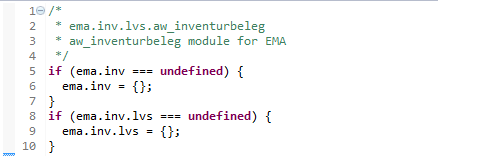 1 /*
2  * ema.inv.lvs.aw_inventurbeleg
3  * aw_inventurbeleg module for EMA
4  */
5 if (ema.inv === undefined) {
6   ema.inv = {};
7 }
8 if (ema.inv.lvs === undefined) {
9   ema.inv.lvs = {};
10 }